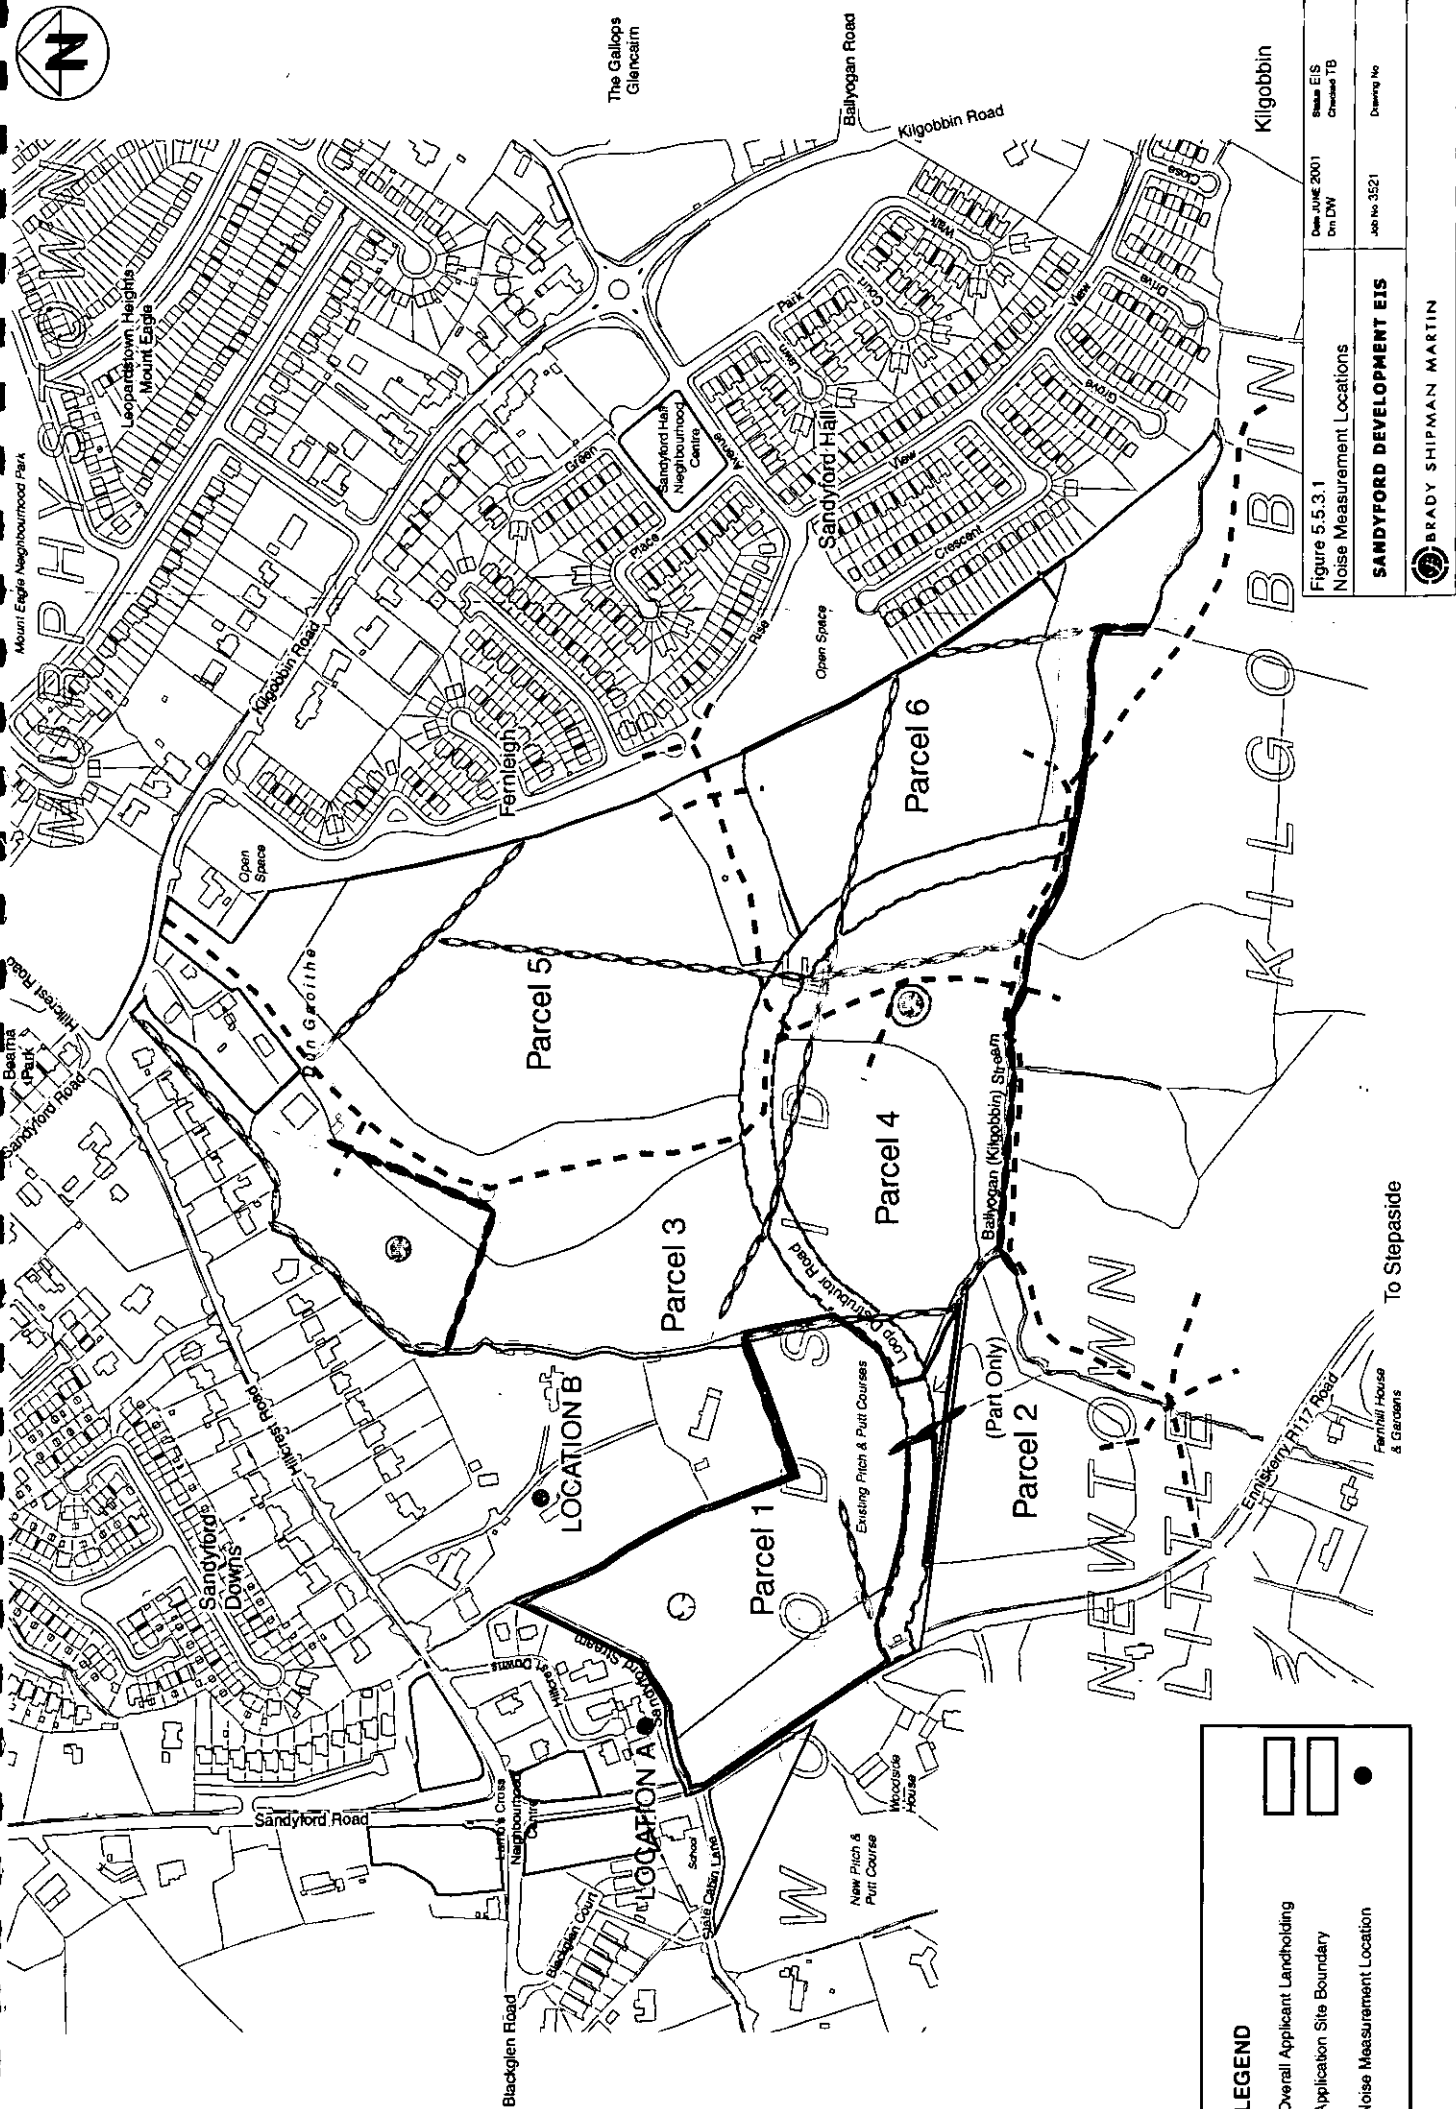 N
The Gallops
Glencairn
Ballyogan Road
Kilgobbin Road
Kilgobbin
MURPHYSTOWN
Mount Eagle Neighbourhood Park
Leopardstown Heights
Mount Eagle
Kilgobbin Road
Fernleigh
Open
Space
Green
Place
Rise
Sandyford Hall
Nieghbourhood
Centre
Avenue
Sandyford Hall
Park
Lawn
Court
Walk
View
View
Crescent
Grove
Drive
Close
Open Space
Hillcrest Road
Bearna
Park
Sandyford Road
Dun Gaoithe
Parcel 5
Parcel 6
Parcel 3
Parcel 4
Loop Distrubutor Road
Ballyogan (Kilgobbin) Stream
KILGOBBIN
Hillcrest Road
Sandyford
Downs
LOCATION B
Parcel 1
Existing Pitch & Putt Courses
(Part Only)
Parcel 2
WOODSIDE
NEWTOWN
LITTLE
Enniskerry R117 Road
To Stepaside
Fernhill House
& Gardens
Sandyford Road
Lamb's Cross
Neighbourhood
Centre
Hillcrest Downs
Sandyford Stream
LOCATION A
School
Slate Cabin Lane
Blackglen Court
Blackglen Road
Woodside
House
New Pitch &
Putt Course
LEGEND
Overall Applicant Landholding
Application Site Boundary
Noise Measurement Location
Figure 5.5.3.1
Noise Measurement Locations
Date JUNE 2001
Status EIS
Drn DW
Checked TB
SANDYFORD DEVELOPMENT EIS
Job No 3521
Drawing No
BRADY SHIPMAN MARTIN